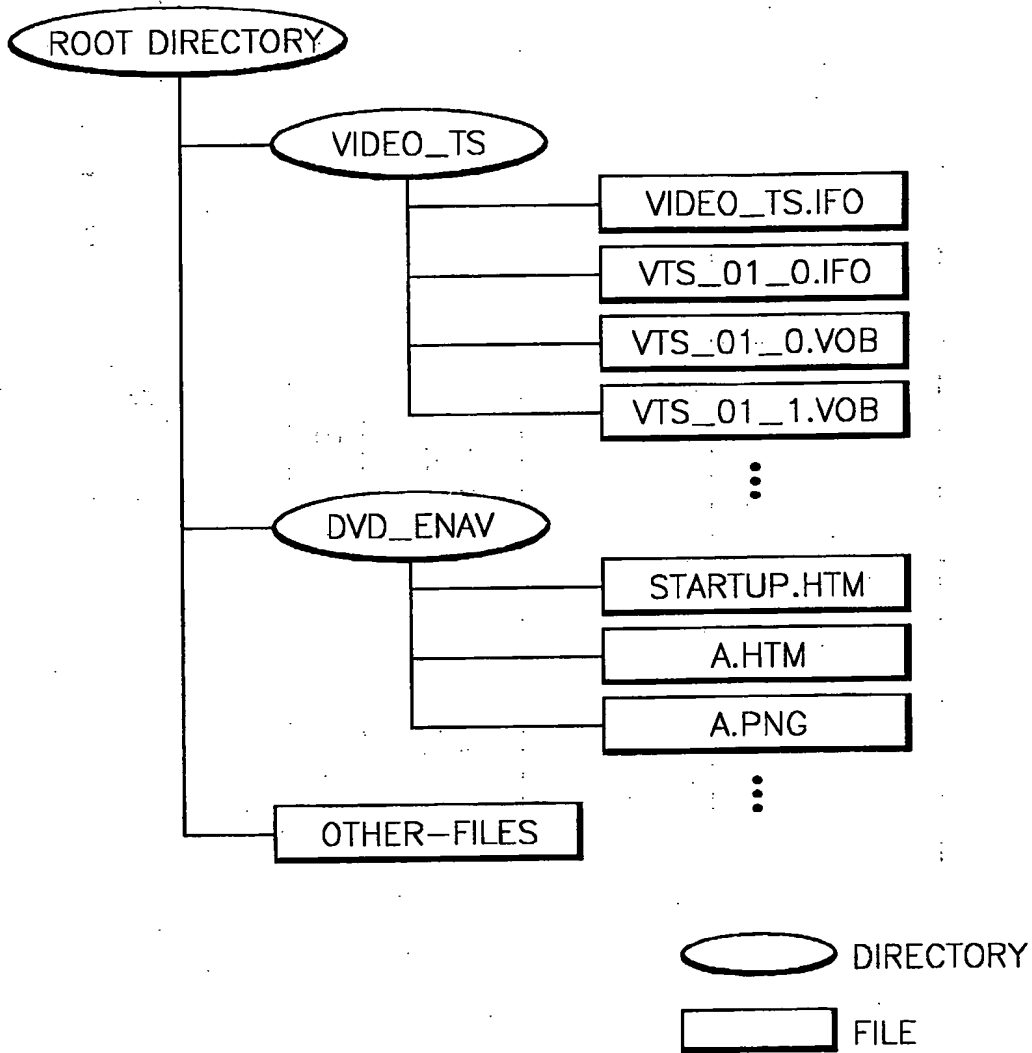 ROOT DIRECTORY
VIDEO_TS
VIDEO_TS.IFO
VTS_01_0.IFO
VTS_01_0.VOB
VTS_01_1.VOB
DVD_ENAV
STARTUP.HTM
A.HTM
A.PNG
OTHER-FILES
DIRECTORY
FILE